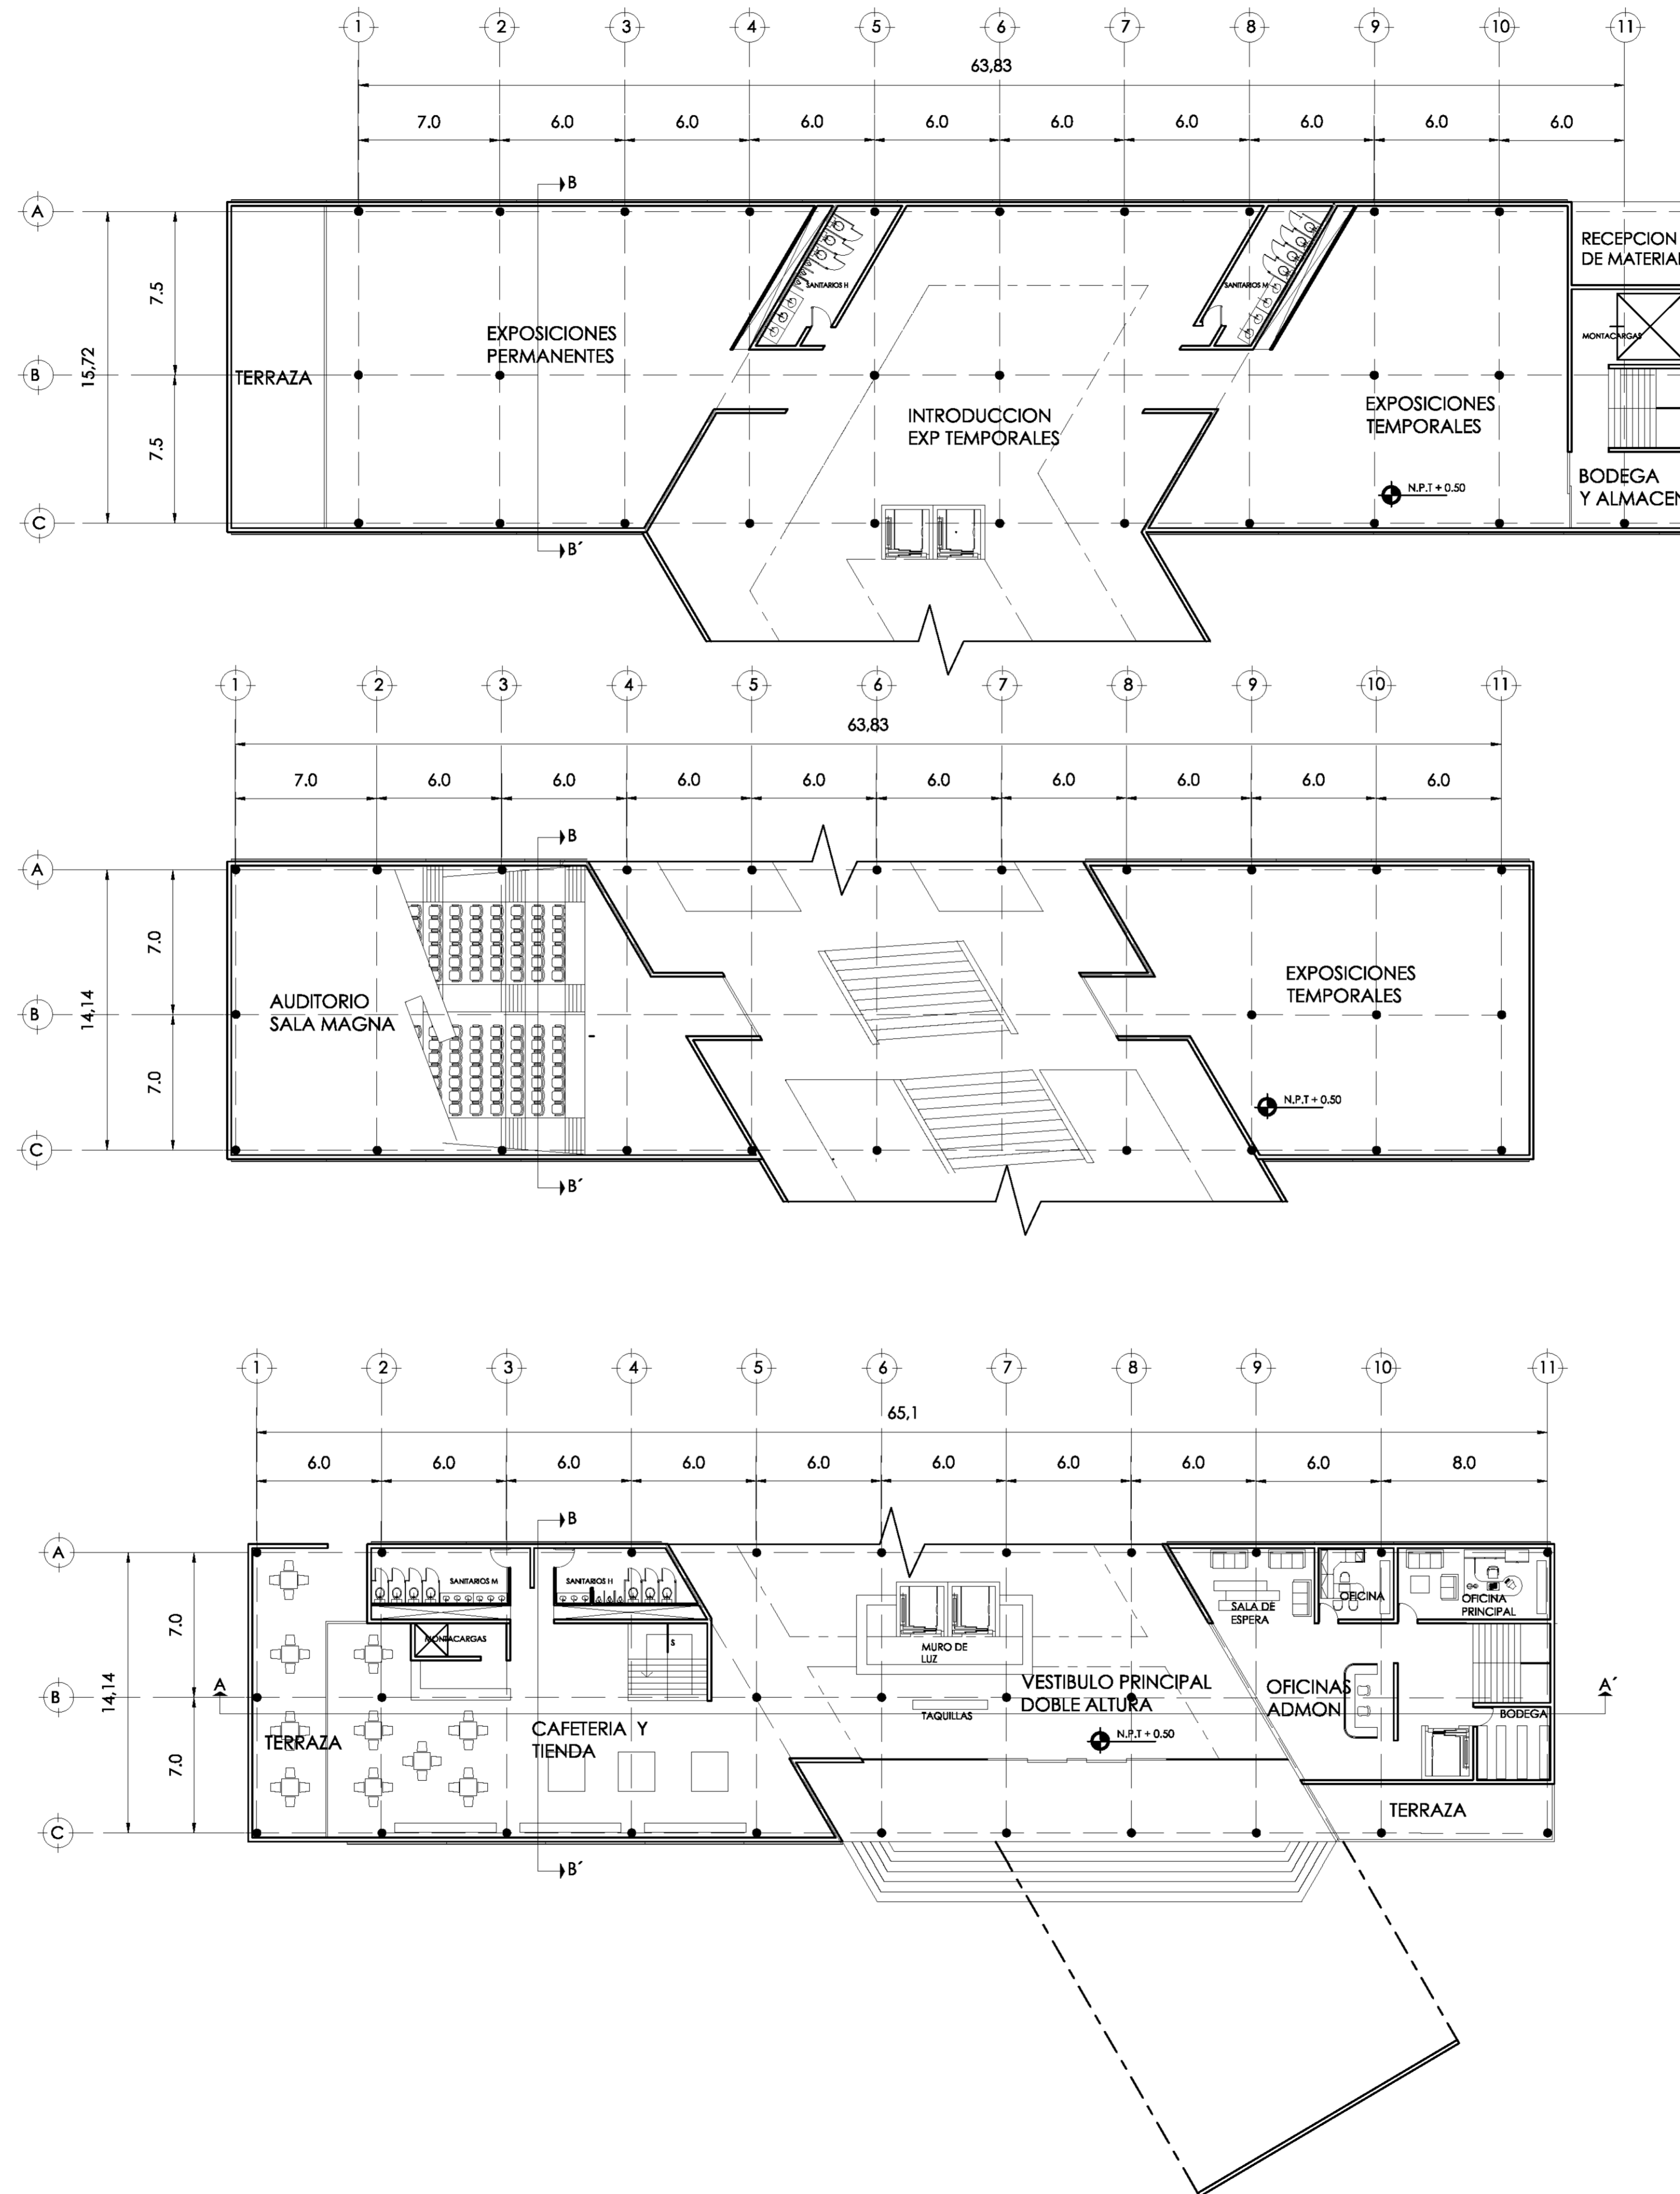 1 2 3 4 5 6 7 8 9 10 11
63,83
7.0 6.0 6.0 6.0 6.0 6.0 6.0 6.0 6.0 6.0
B
A
RECEPCION
DE MATERIAL
7.5
SANITARIOS H
SANITARIOS M
EXPOSICIONES
PERMANENTES
MONTACARGAS
15,72
B
TERRAZA
INTRODUCCION
EXP TEMPORALES
EXPOSICIONES
TEMPORALES
7.5
BODEGA
Y ALMACEN
N.P.T + 0.50
C
B´
1 2 3 4 5 6 7 8 9 10 11
63,83
7.0 6.0 6.0 6.0 6.0 6.0 6.0 6.0 6.0 6.0
B
A
7.0
EXPOSICIONES
TEMPORALES
14,14
B
AUDITORIO
SALA MAGNA
7.0
N.P.T + 0.50
C
B´
1 2 3 4 5 6 7 8 9 10 11
65,1
6.0 6.0 6.0 6.0 6.0 6.0 6.0 6.0 6.0 8.0
B
A
SANITARIOS M
SANITARIOS H
7.0
SALA DE
ESPERA
OFICINA
OFICINA
PRINCIPAL
MONTACARGAS
S
MURO DE
LUZ
14,14
B
A
VESTIBULO PRINCIPAL
DOBLE ALTURA
OFICINAS
ADMON
A´
TAQUILLAS
BODEGA
TERRAZA
CAFETERIA Y
TIENDA
N.P.T + 0.50
7.0
TERRAZA
C
B´